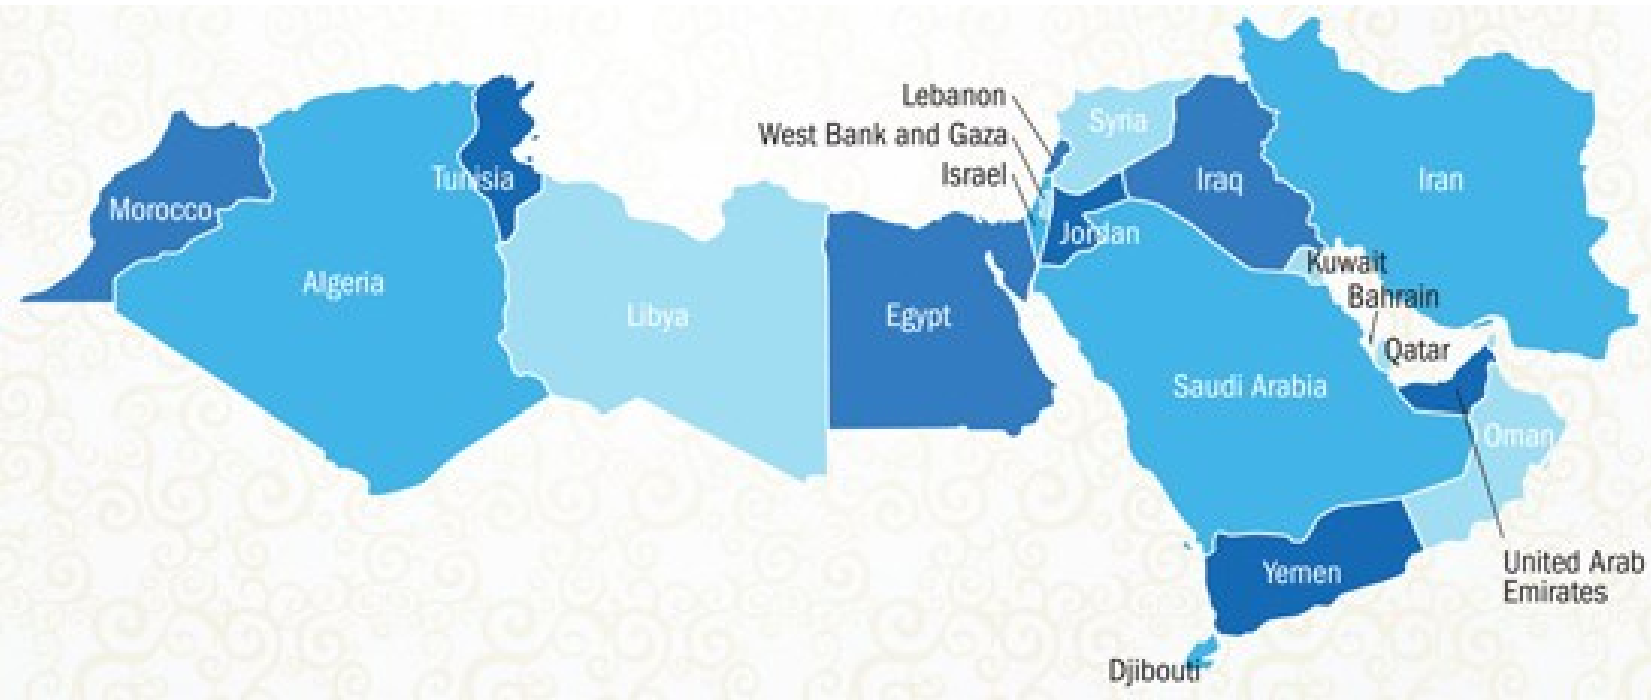 Lebanon
Syria
West Bank and Gaza
Israel
Tunisia
Iraq
Iran
Morocco
Jordan
Kuwait
Algeria
Bahrain
Libya
Egypt
Qatar
Saudi Arabia
Oman
Yemen
United Arab
Emirates
Djibouti